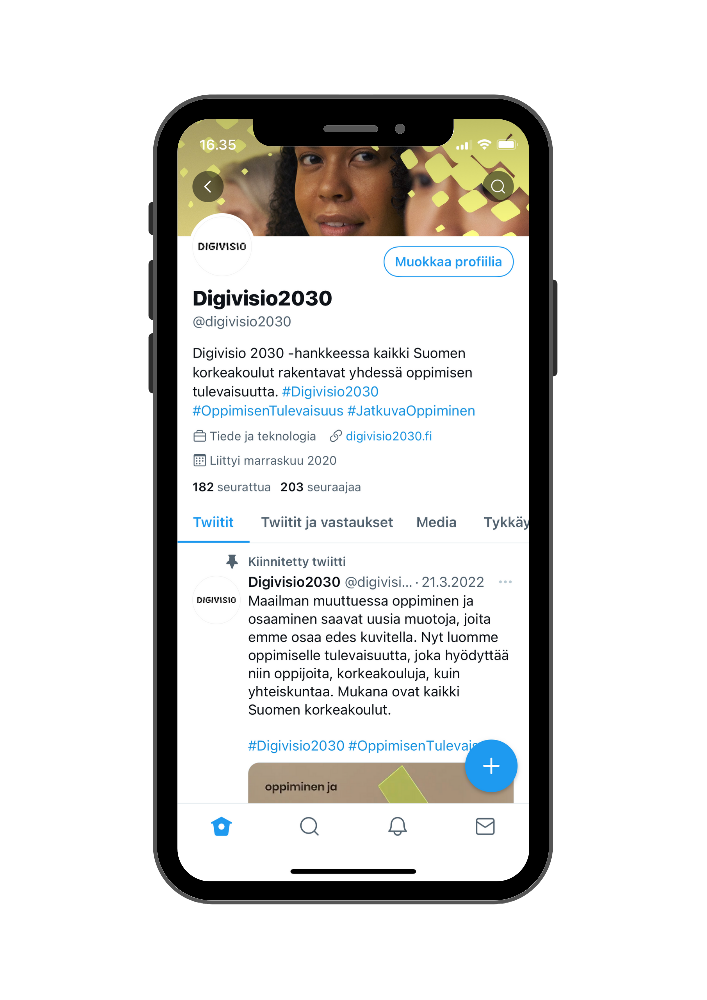 16.35
DIGIVISIO
Muokkaa profiilia
Digivisio2030
@digivisio2030
Digivisio 2030 -hankkeessa kaikki Suomen
korkeakoulut rakentavat yhdessä oppimisen
tulevaisuutta. #Digivisio2030
#OppimisenTulevaisuus #JatkuvaOppiminen
Tiede ja teknologia digivisio2030.fi
Liittyi marraskuu 2020
182 seurattua 203 seuraajaa
Twiitit Twiitit ja vastaukset Media Tykkäy
Kiinnitetty twiitti
Digivisio2030 @digivisi... · 21.3.2022
DIGIVISIO
Maailman muuttuessa oppiminen ja
osaaminen saavat uusia muotoja, joita
emme osaa edes kuvitella. Nyt luomme
oppimiselle tulevaisuutta, joka hyödyttää
niin oppijoita, korkeakouluja, kuin
yhteiskuntaa. Mukana ovat kaikki
Suomen korkeakoulut.
#Digivisio2030 #OppimisenTulevais
oppiminen ja